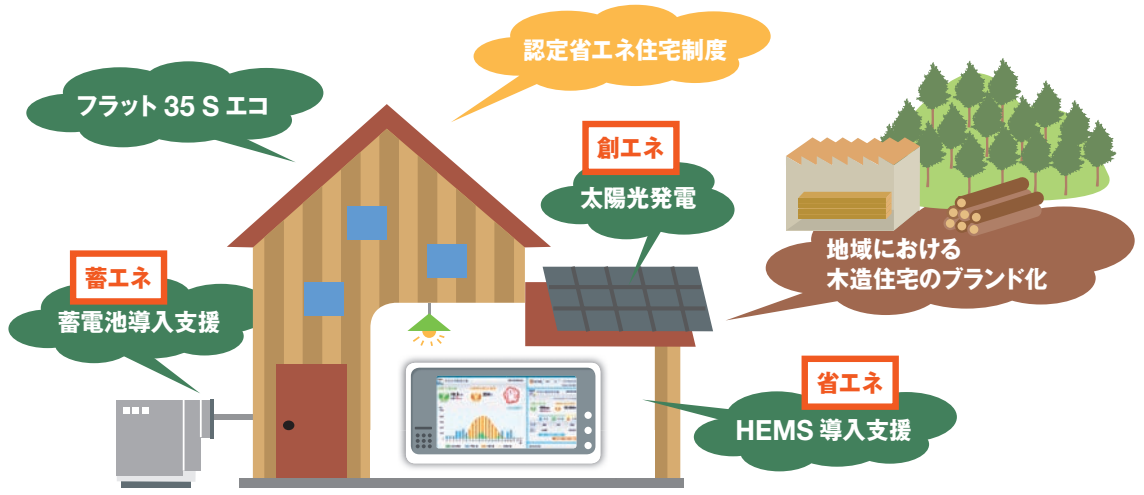 認定省エネ住宅制度
フラット 35 S エコ
創エネ
太陽光発電
地域における
木造住宅のブランド化
蓄エネ
蓄電池導入支援
省エネ
HEMS 導入支援